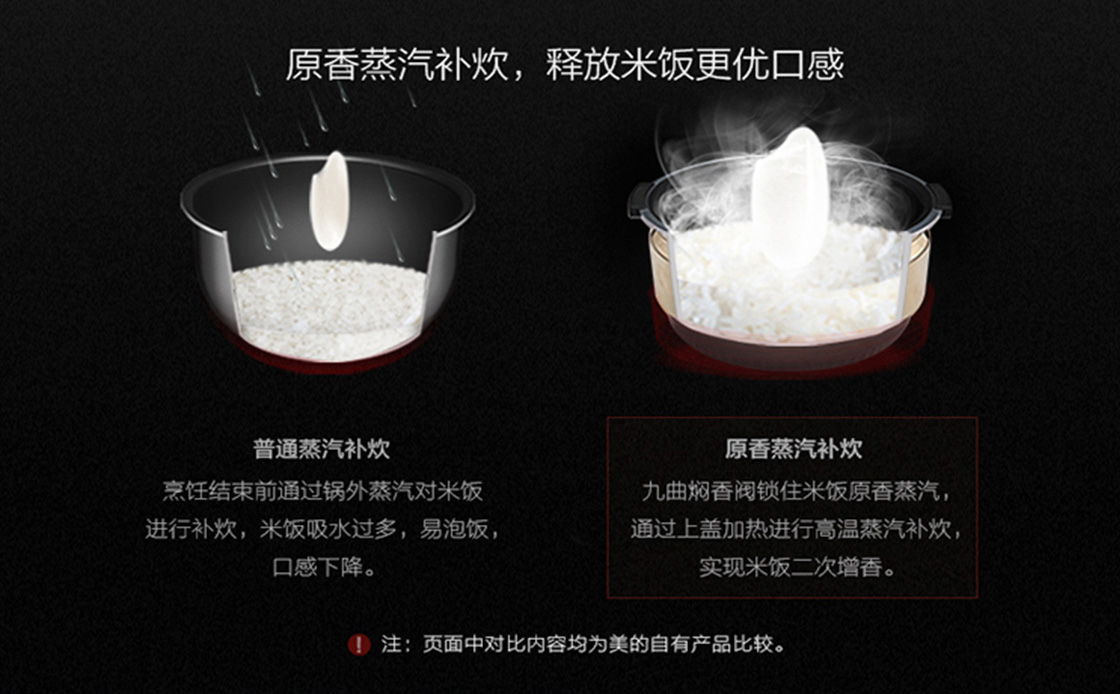 原香蒸汽补炊，释放米饭更优口感
普通蒸汽补炊
烹饪结束前通过锅外蒸汽对米饭
进行补炊，米饭吸水过多，易泡饭，
口感下降。
原香蒸汽补炊
九曲焖香阀锁住米饭原香蒸汽，
通过上盖加热进行高温蒸汽补炊，
实现米饭二次增香。
! 注：页面中对比内容均为美的自有产品比较。